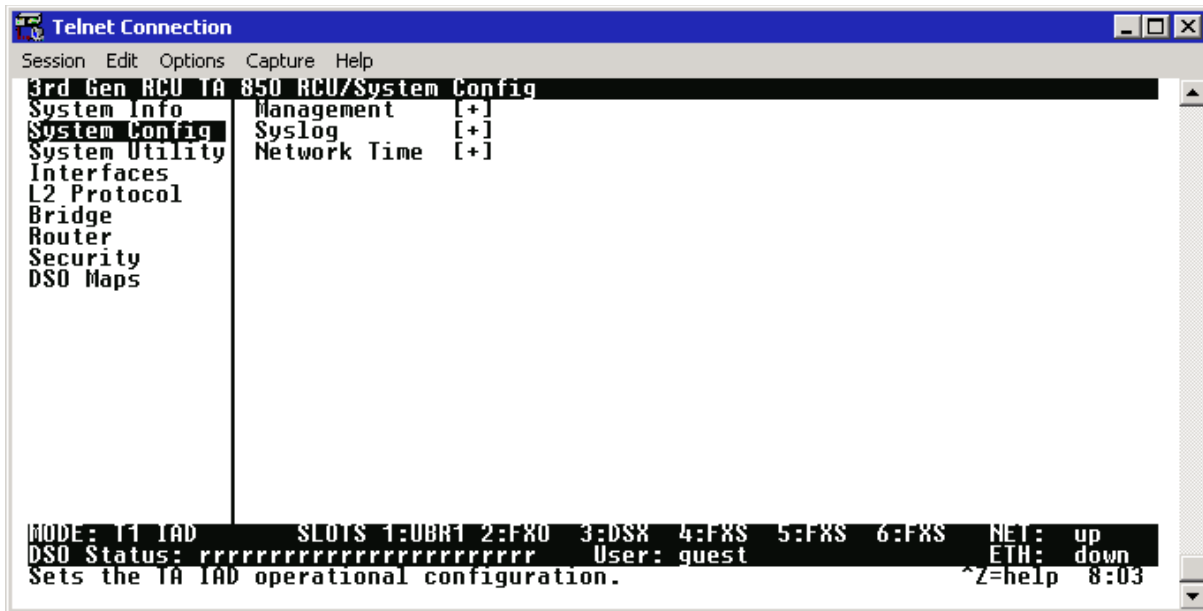 Telnet Connection
Session Edit Options Capture Help
3rd Gen RCU TA 850 RCU/System Config
System Info Management [+]
System Config Syslog [+]
System Utility Network Time [+]
Interfaces
L2 Protocol
Bridge
Router
Security
DS0 Maps
MODE: T1 IAD SLOTS 1:UBR1 2:FXO 3:DSX 4:FXS 5:FXS 6:FXS NET: up
DS0 Status: rrrrrrrrrrrrrrrrrrrrrrrr User: guest ETH: down
Sets the TA IAD operational configuration. ^Z=help 8:03